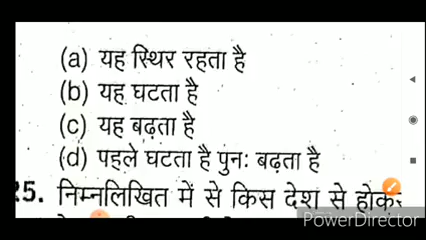 (a) यह स्थिर रहता है
(b) यह घटता है
(c) यह बढ़ता है
(d) पहले घटता है पुनः बढ़ता है
25. निम्नलिखित में से किस देश से होकर
PowerDirector